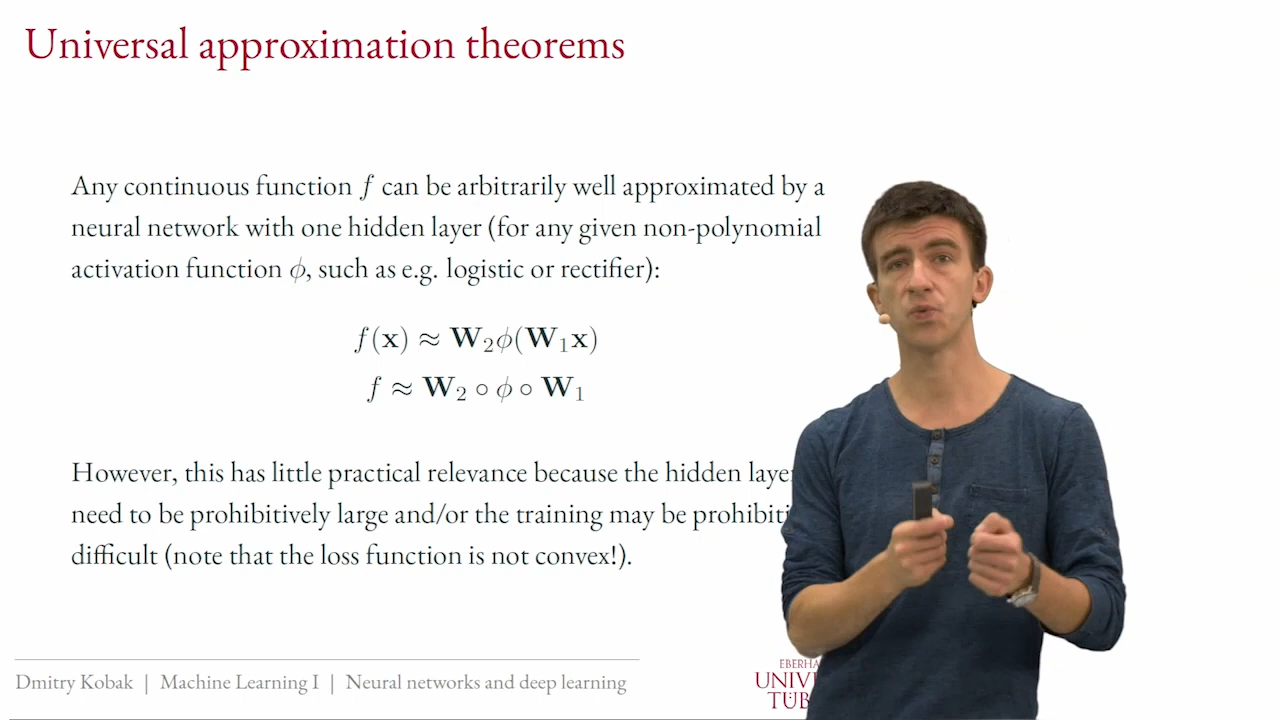 Universal approximation theorems
Any continuous function f can be arbitrarily well approximated by a
neural network with one hidden layer (for any given non-polynomial
activation function ϕ, such as e.g. logistic or rectifier):
f(x) ≈ W₂ϕ(W₁x)
f ≈ W₂ ∘ ϕ ∘ W₁
However, this has little practical relevance because the hidden
need to be prohibitively large and/or the training may be
difficult (note that the loss function is not convex!).
Dmitry Kobak | Machine Learning I | Neural networks and deep learning